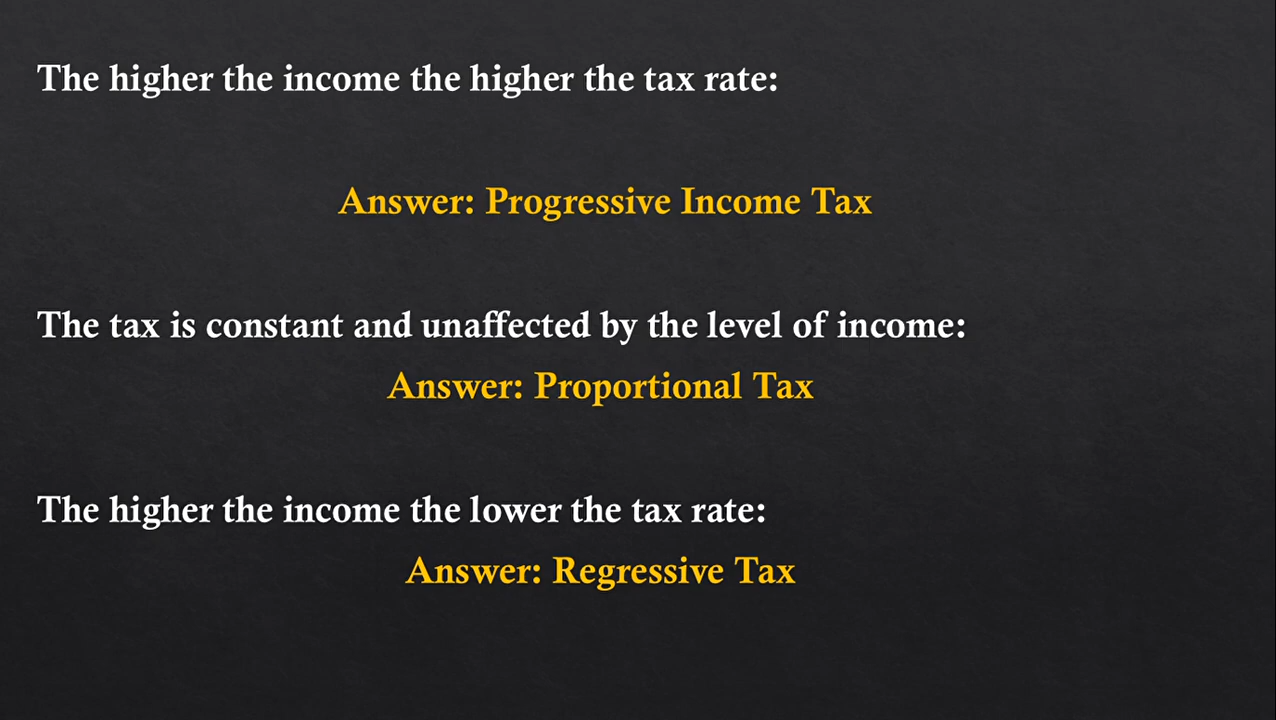 The higher the income the higher the tax rate:
Answer: Progressive Income Tax
The tax is constant and unaffected by the level of income:
Answer: Proportional Tax
The higher the income the lower the tax rate:
Answer: Regressive Tax